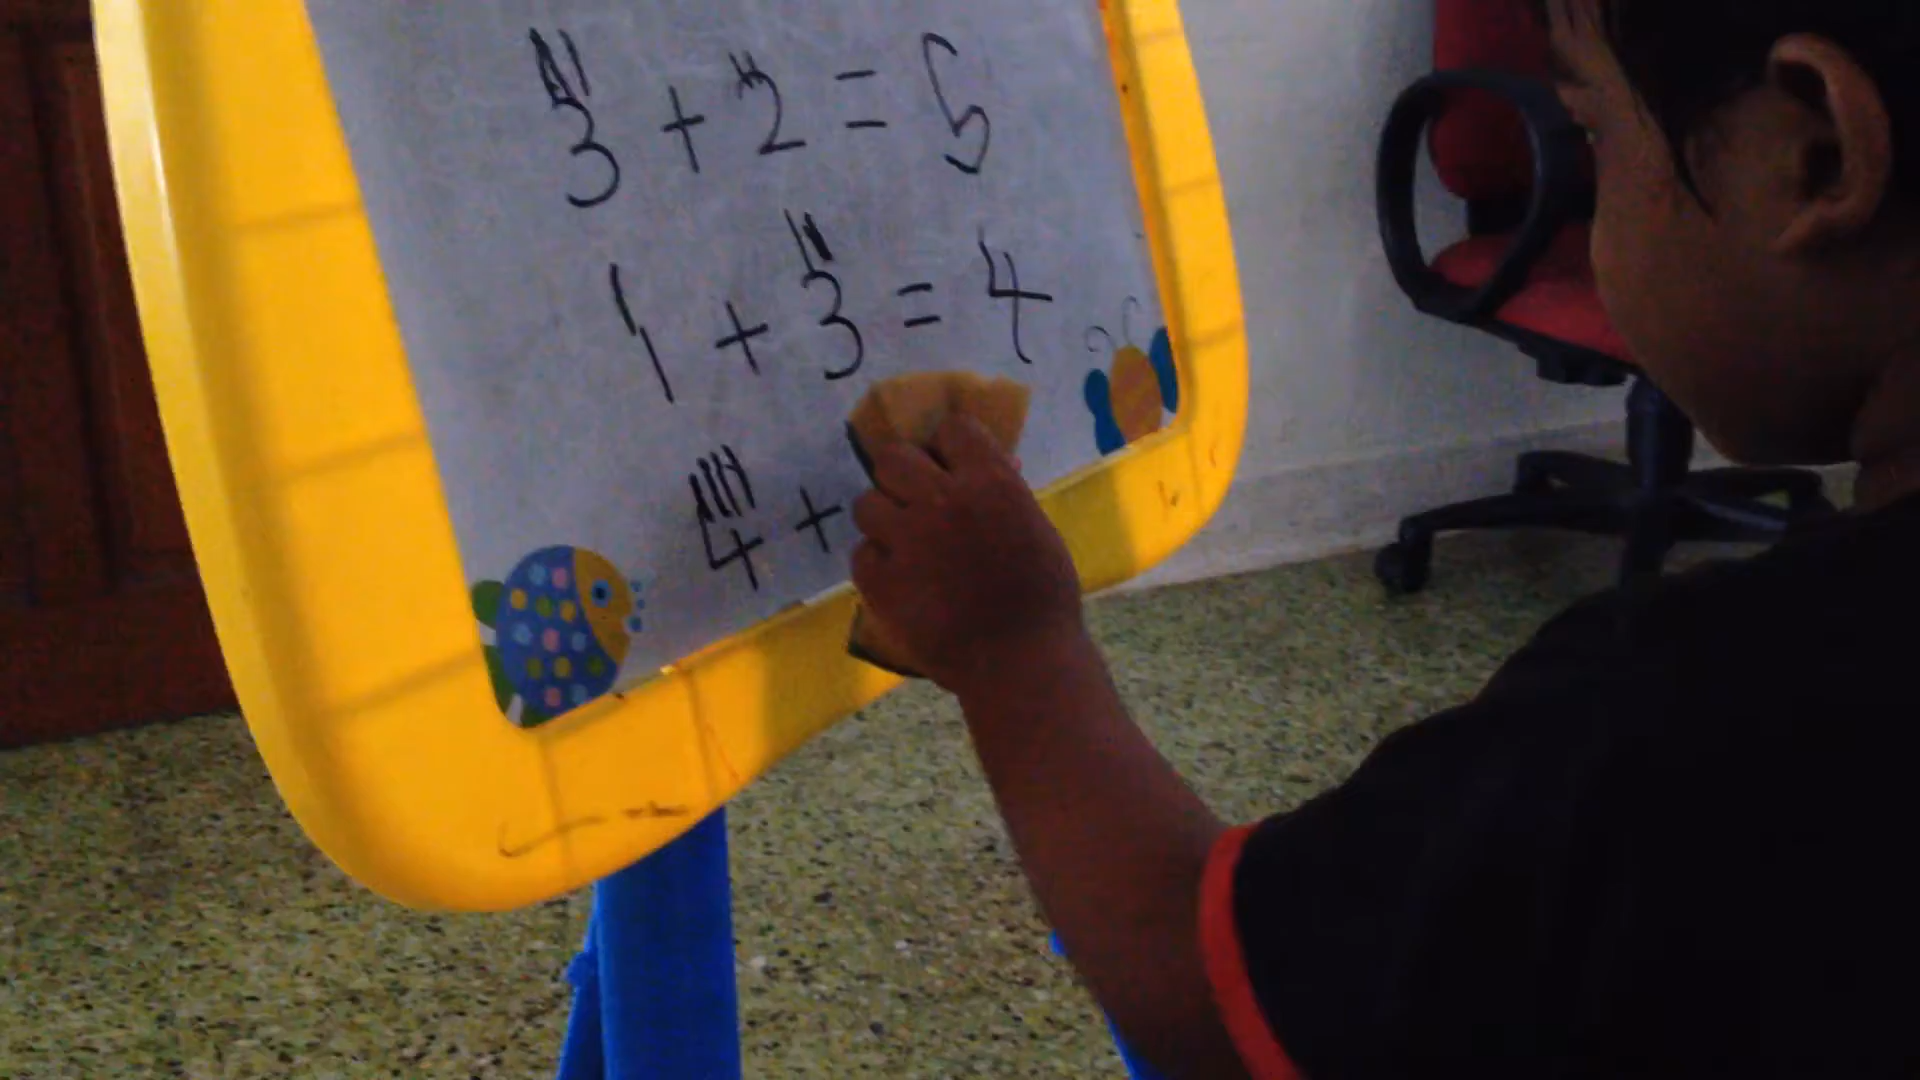 3 + 2 = 5
1 + 3 = 4
4 +